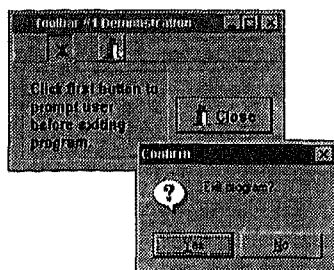 Toolbar #1 Demonstration
Click first button to
prompt user
before exiting
program.
Close
Confirm
Exit program?
Yes
No